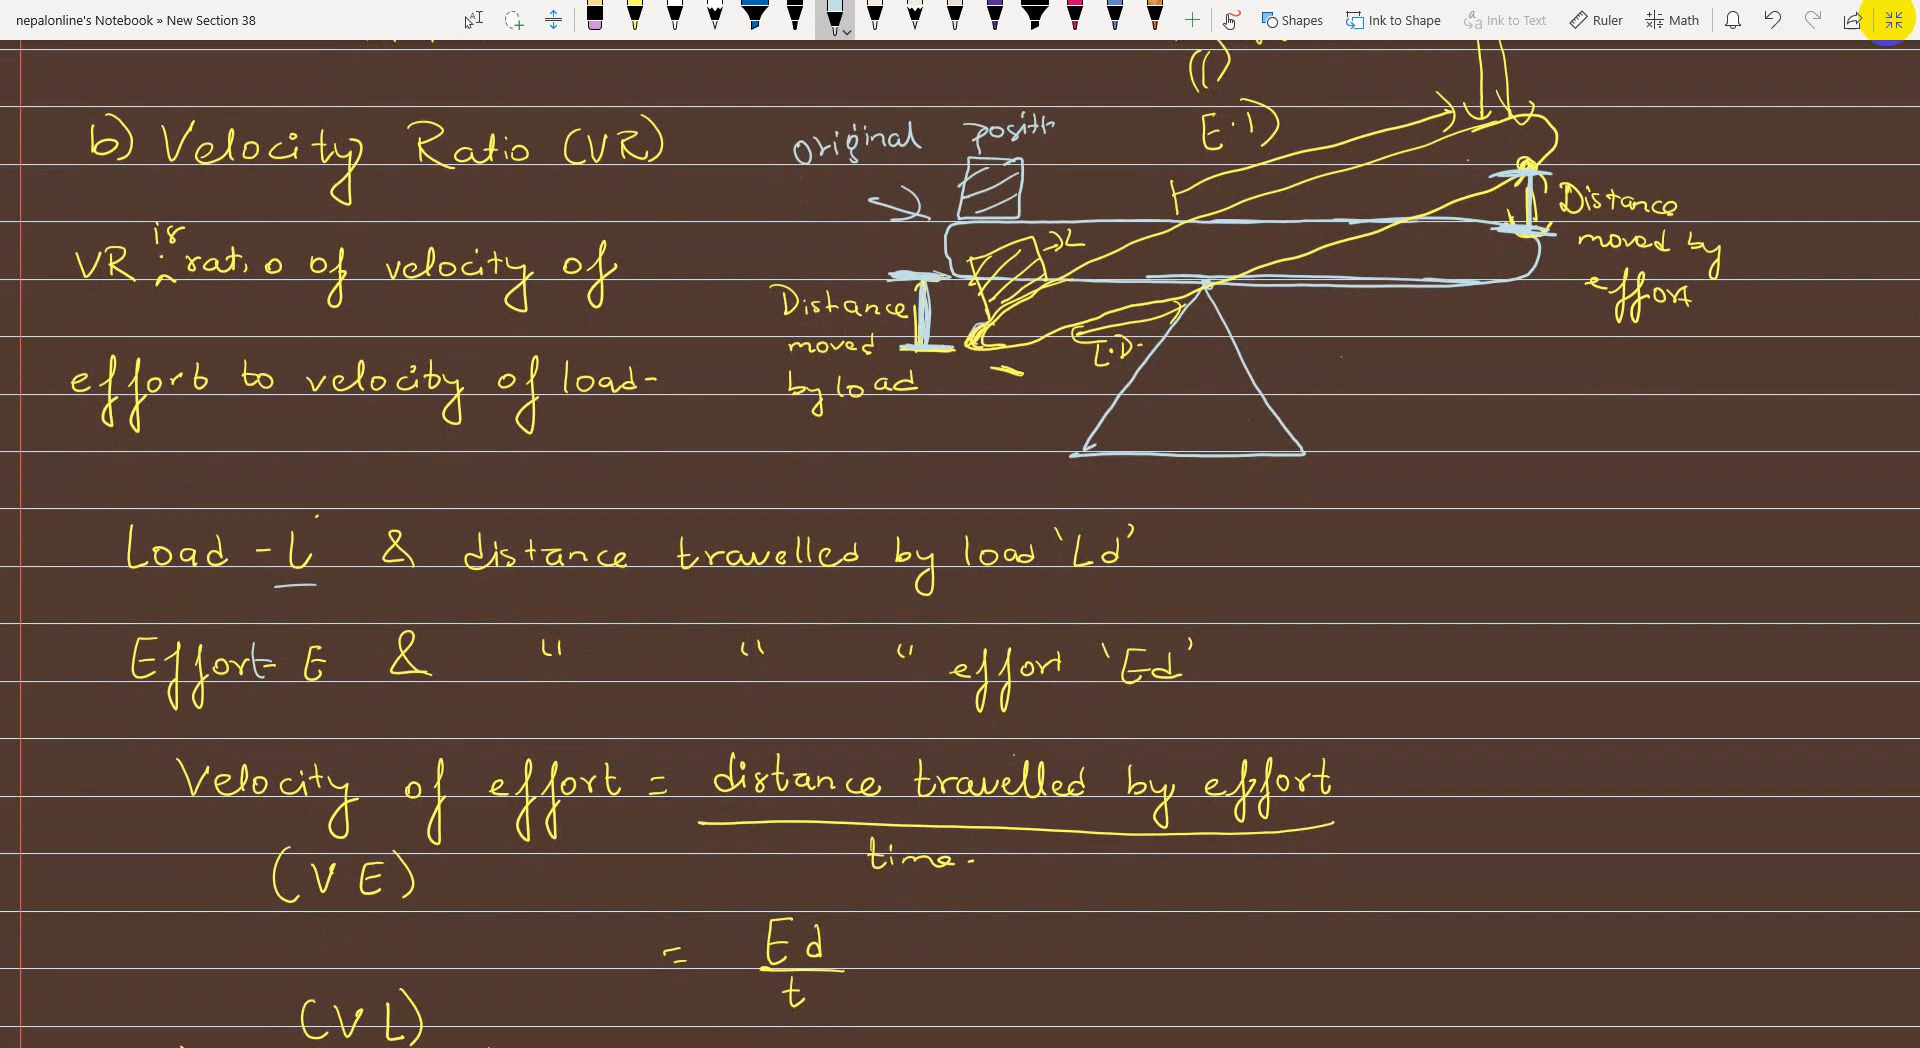 nepalonline's Notebook » New Section 38
Shapes
Ink to Shape
Ink to Text
Ruler
Math
b) Velocity Ratio (VR)
VR is ratio of velocity of
effort to velocity of load-
original
L
L.D.
Distance
moved
by load
Distance
moved by
effort
Load - L & distance travelled by load 'Ld'
Effort - E & " " " effort 'Ed'
Velocity of effort = distance travelled by effort
time.
(VE)
= Ed
t
(VL)